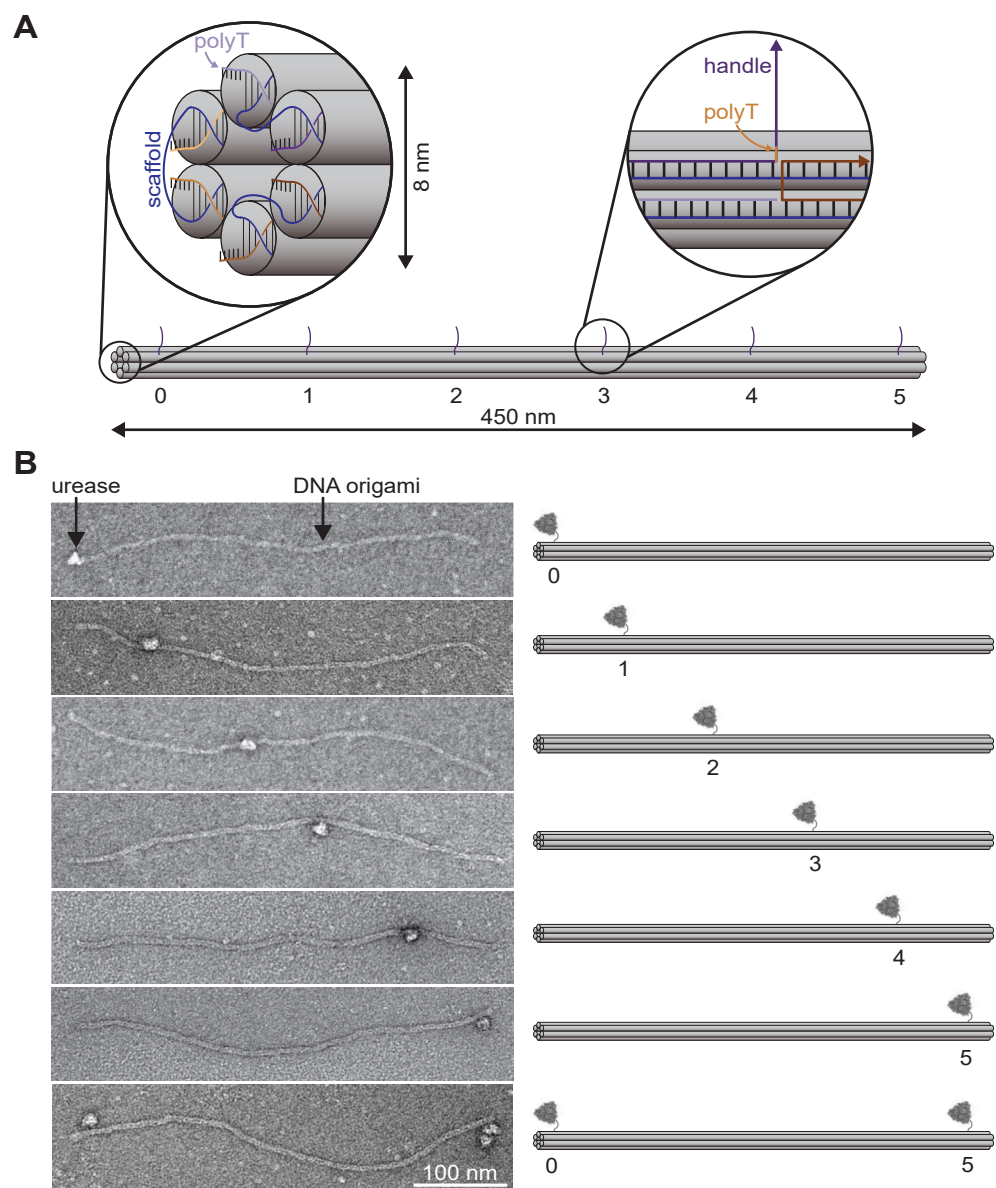 A
polyT
scaffold
8 nm
handle
polyT
0 1 2 3 4 5
450 nm
B
urease
DNA origami
0
1
2
3
4
5
100 nm
0 5